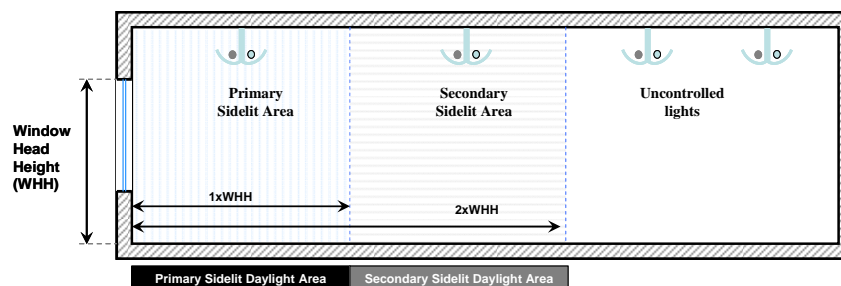 Primary
Sidelit Area
Secondary
Sidelit Area
Uncontrolled
lights
Window
Head
Height
(WHH)
1xWHH
2xWHH
Primary Sidelit Daylight Area
Secondary Sidelit Daylight Area